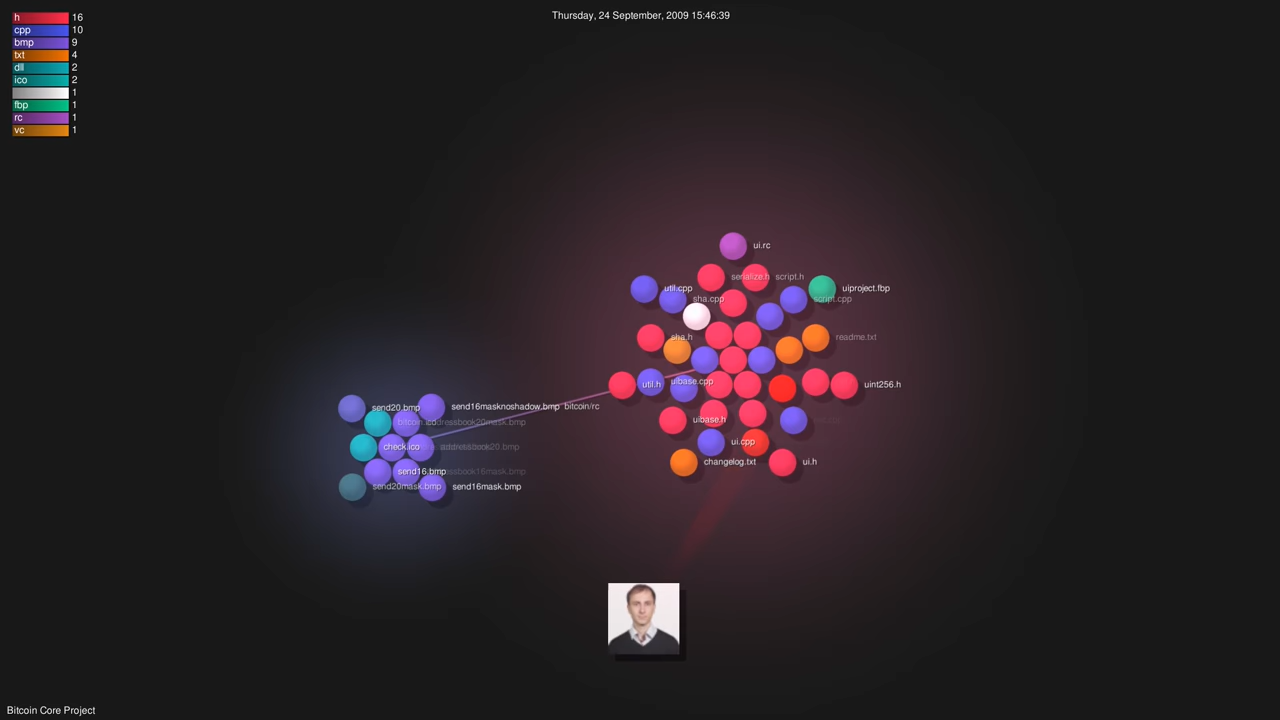 h 16
cpp 10
bmp 9
txt 4
dll 2
ico 2
1
fbp 1
rc 1
vc 1
Thursday, 24 September, 2009 15:46:39
ui.rc
serialize.h
script.h
util.cpp
uiproject.fbp
sha.cpp
script.cpp
sha.h
readme.txt
util.h
uibase.cpp
uint256.h
send20.bmp
send16masknoshadow.bmp
bitcoin/rc
uibase.h
ui.cpp
check.ico
changelog.txt
ui.h
send16.bmp
send20mask.bmp
send16mask.bmp
Bitcoin Core Project